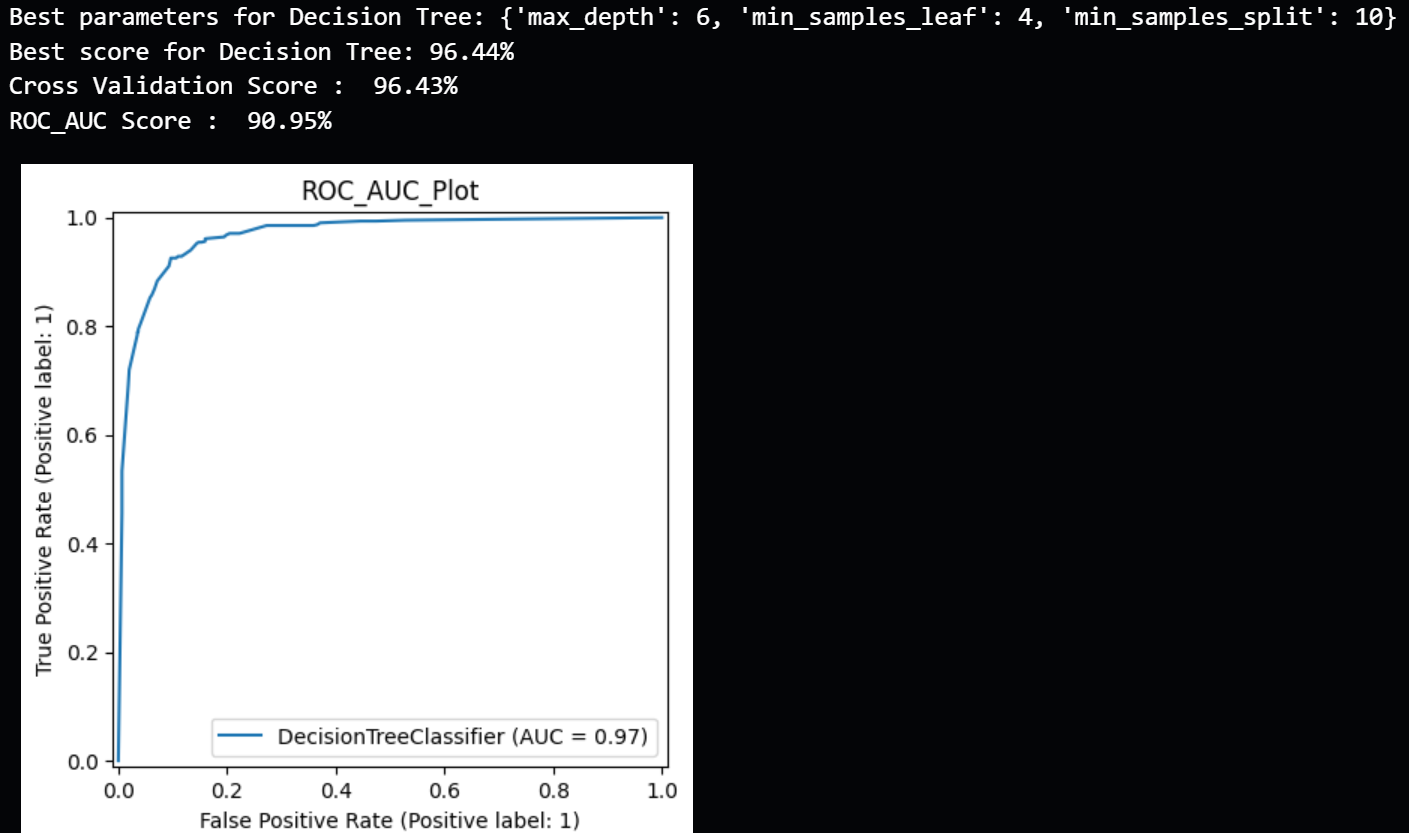 Best parameters for Decision Tree: {'max_depth': 6, 'min_samples_leaf': 4, 'min_samples_split': 10}
Best score for Decision Tree: 96.44%
Cross Validation Score :  96.43%
ROC_AUC Score :  90.95%
ROC_AUC_Plot
True Positive Rate (Positive label: 1)
1.0
0.8
0.6
0.4
0.2
0.0
DecisionTreeClassifier (AUC = 0.97)
0.0 0.2 0.4 0.6 0.8 1.0
False Positive Rate (Positive label: 1)